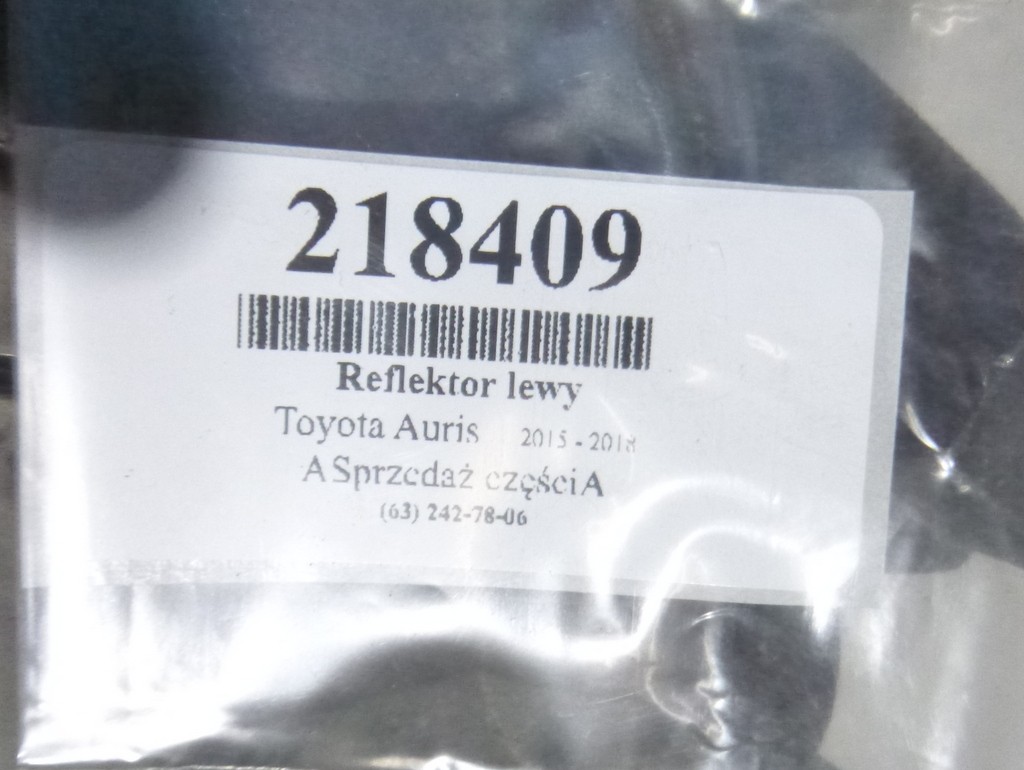 218409
Reflektor lewy
Toyota Auris 2015 - 2018
A Sprzedaż części A
(63) 242-78-06